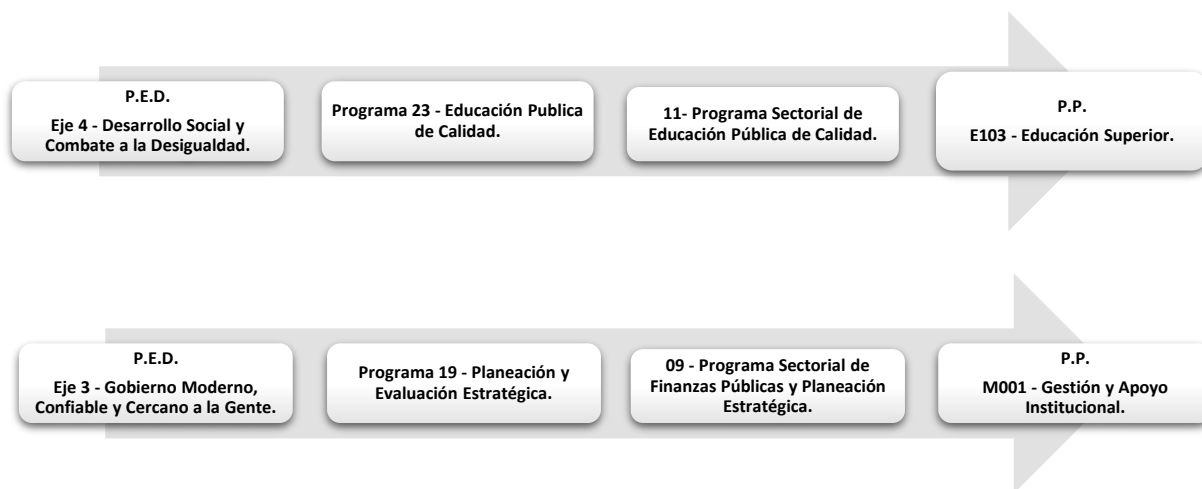 P.E.D.
Eje 4 - Desarrollo Social y
Combate a la Desigualdad.
Programa 23 - Educación Publica
de Calidad.
11- Programa Sectorial de
Educación Pública de Calidad.
P.P.
E103 - Educación Superior.
P.E.D.
Eje 3 - Gobierno Moderno,
Confiable y Cercano a la Gente.
Programa 19 - Planeación y
Evaluación Estratégica.
09 - Programa Sectorial de
Finanzas Públicas y Planeación
Estratégica.
P.P.
M001 - Gestión y Apoyo
Institucional.